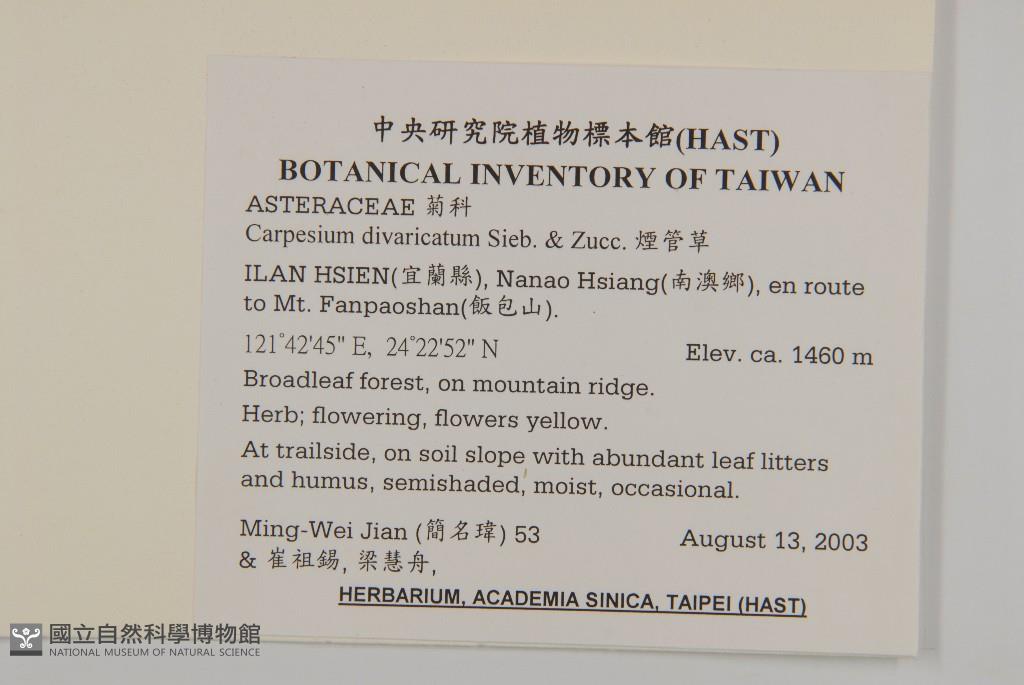 中央研究院植物標本館(HAST)
BOTANICAL INVENTORY OF TAIWAN
ASTERACEAE 菊科
Carpesium divaricatum Sieb. & Zucc. 煙管草
ILAN HSIEN(宜蘭縣), Nanao Hsiang(南澳鄉), en route
to Mt. Fanpaoshan(飯包山).
121°42'45" E, 24°22'52" N Elev. ca. 1460 m
Broadleaf forest, on mountain ridge.
Herb; flowering, flowers yellow.
At trailside, on soil slope with abundant leaf litters
and humus, semishaded, moist, occasional.
Ming-Wei Jian (簡名瑋) 53 August 13, 2003
& 崔祖錫, 梁慧舟,
HERBARIUM, ACADEMIA SINICA, TAIPEI (HAST)
國立自然科學博物館
NATIONAL MUSEUM OF NATURAL SCIENCE